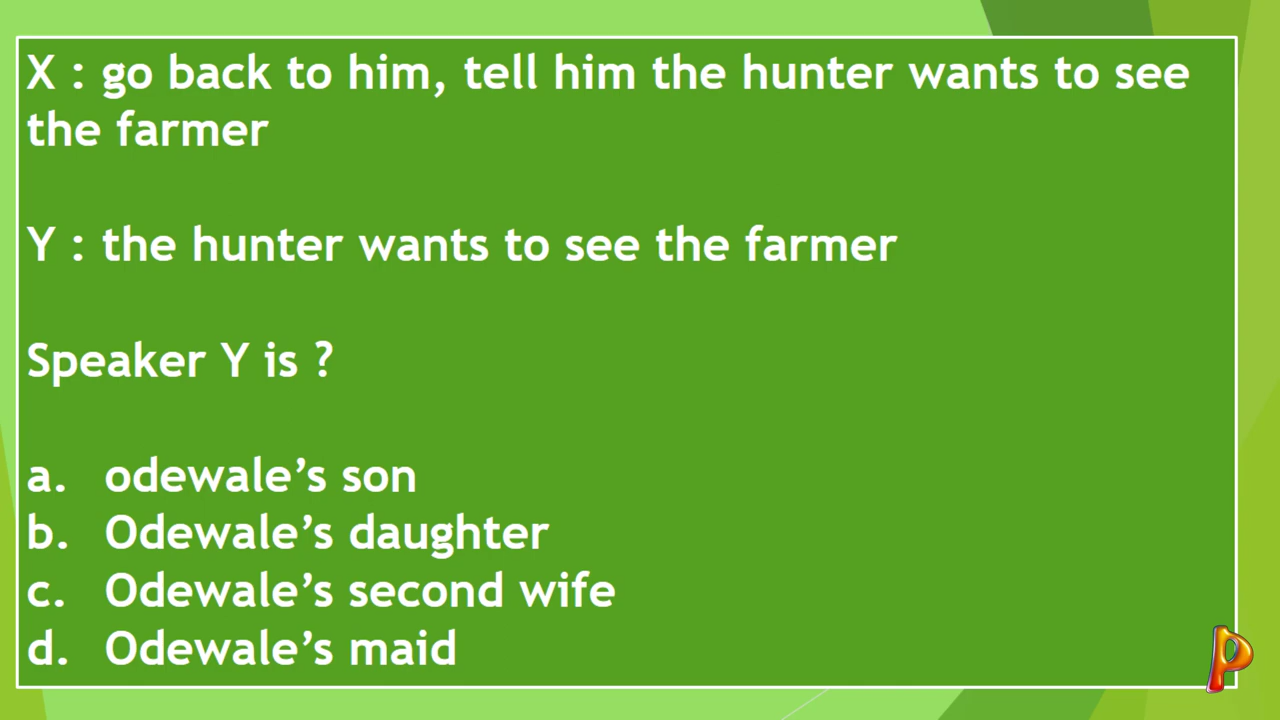 X : go back to him, tell him the hunter wants to see
the farmer
Y : the hunter wants to see the farmer
Speaker Y is ?
a. odewale’s son
b. Odewale’s daughter
c. Odewale’s second wife
d. Odewale’s maid
P